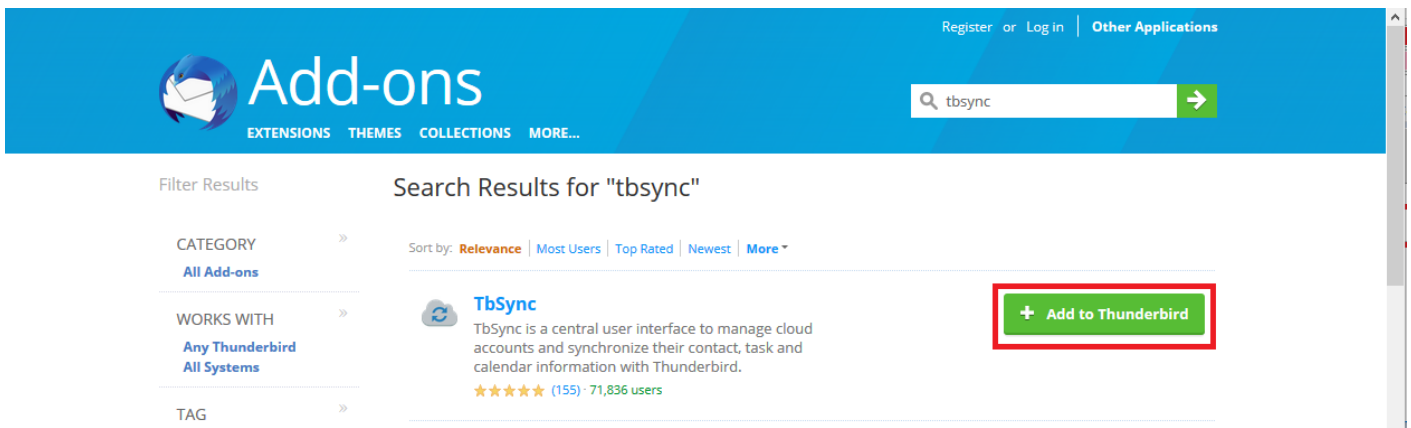 Register or Log in Other Applications
Add-ons
tbsync
EXTENSIONS THEMES COLLECTIONS MORE...
Filter Results
Search Results for "tbsync"
CATEGORY »
All Add-ons
Sort by: Relevance Most Users Top Rated Newest More
WORKS WITH »
Any Thunderbird
All Systems
TAG »
TbSync
TbSync is a central user interface to manage cloud
accounts and synchronize their contact, task and
calendar information with Thunderbird.
(155) · 71,836 users
+ Add to Thunderbird